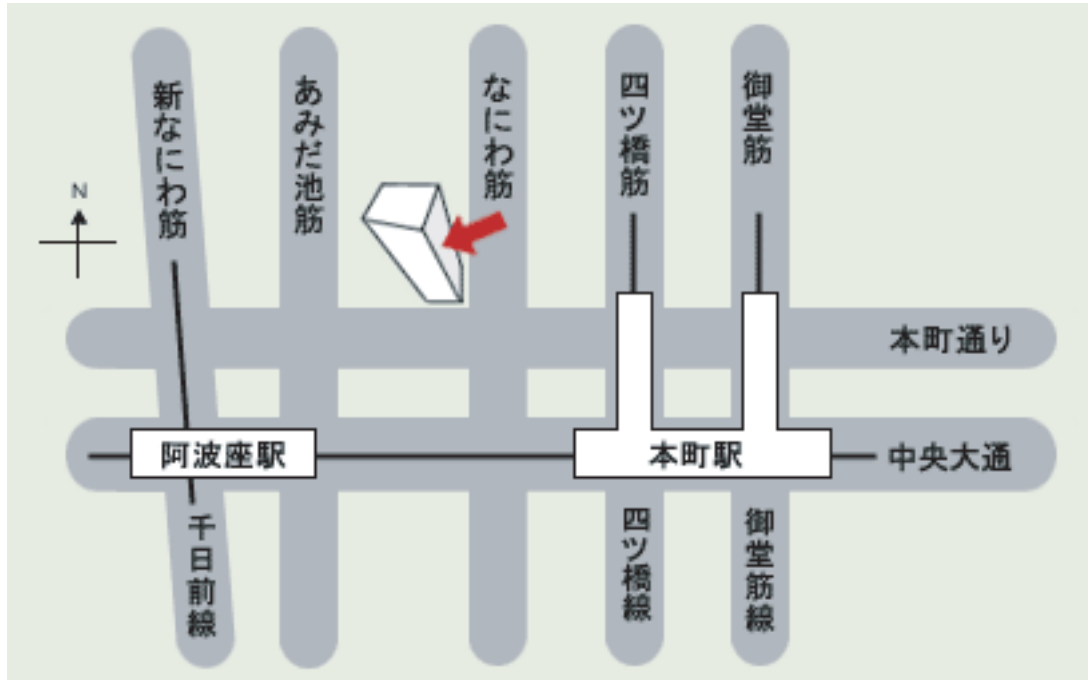 新なにわ筋
あみだ池筋
なにわ筋
四ツ橋筋
御堂筋
N
本町通り
阿波座駅
本町駅
中央大通
千日前線
四ツ橋線
御堂筋線